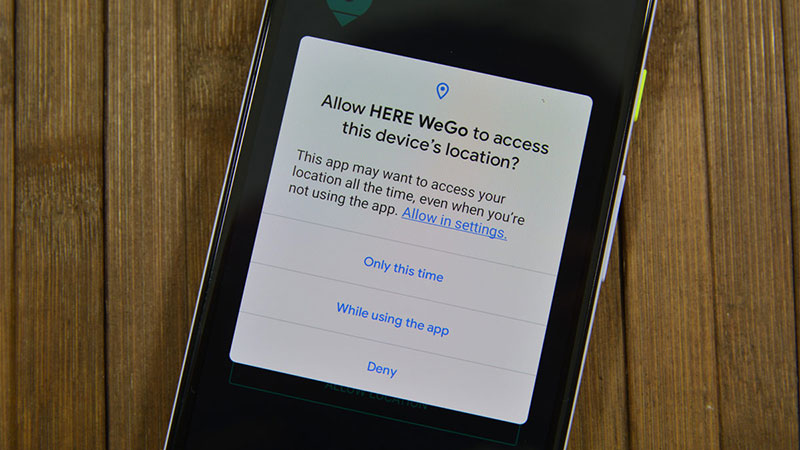 Allow HERE WeGo to access
this device's location?
This app may want to access your
location all the time, even when you're
not using the app. Allow in settings.
Only this time
While using the app
Deny
ALLOW LOCATION